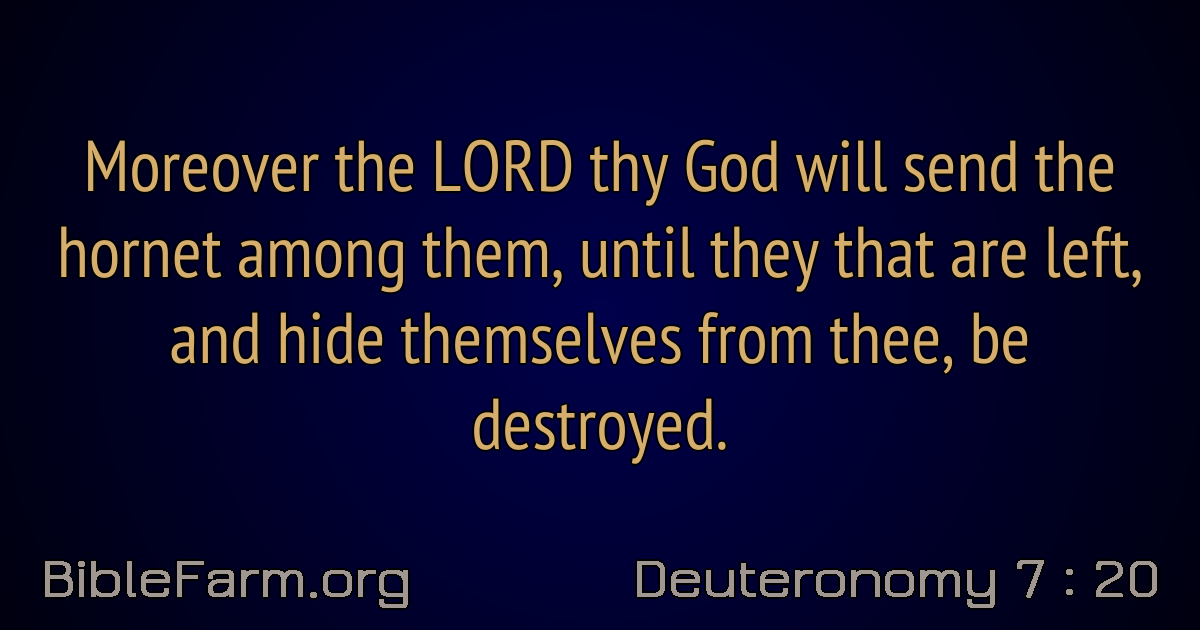 Moreover the LORD thy God will send the
hornet among them, until they that are left,
and hide themselves from thee, be
destroyed.
BibleFarm.org
Deuteronomy 7 : 20